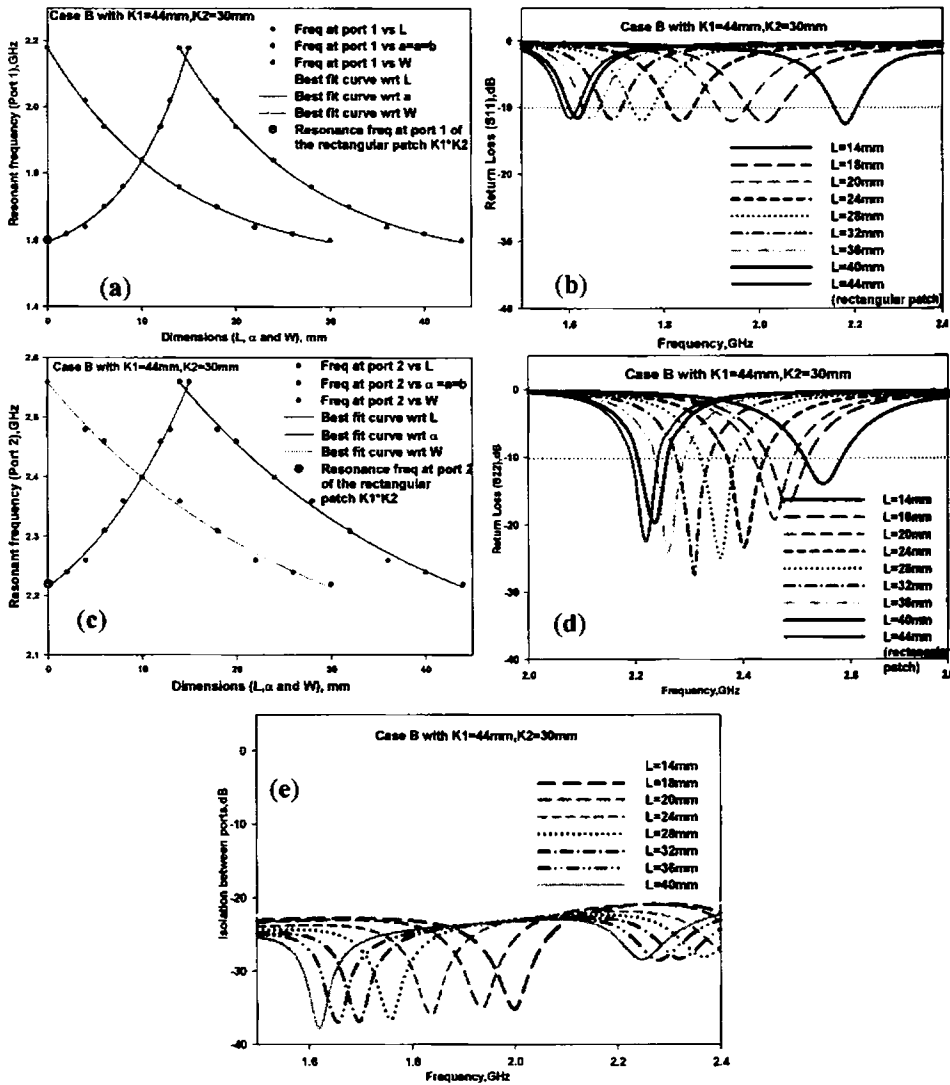 Case B with K1=44mm,K2=30mm
Freq at port 1 vs L
Freq at port 1 vs a=a=b
Freq at port 1 vs W
Best fit curve wrt L
Best fit curve wrt a
Best fit curve wrt W
Resonance freq at port 1 of
the rectangular patch K1*K2
Resonant frequency (Port 1),GHz
2.2
2.0
1.8
1.6
1.4
0
10
20
30
40
(a)
Dimensions (L, α and W), mm
Case B with K1=44mm,K2=30mm
Return Loss (S11),dB
-10
-40
L=14mm
L=18mm
L=20mm
L=24mm
L=28mm
L=32mm
L=36mm
L=40mm
L=44mm
(rectangular patch)
(b)
1.6
1.8
2.0
2.2
2.4
Frequency,GHz
Case B with K1=44mm,K2=30mm
Freq at port 2 vs L
Freq at port 2 vs α =a=b
Freq at port 2 vs W
Best fit curve wrt L
Best fit curve wrt α
Best fit curve wrt W
Resonance freq at port 2
of the rectangular
patch K1*K2
Resonant frequency (Port 2),GHz
2.4
2.3
2.2
2.1
0
10
20
30
40
(c)
Dimensions (L,α and W), mm
Case B with K1=44mm,K2=30mm
Return Loss (S22),dB
0
-10
-20
-30
-40
L=14mm
L=20mm
L=24mm
L=28mm
L=32mm
L=36mm
L=40mm
L=44mm
(rectangular
patch)
(d)
2.0
2.2
2.4
2.6
2.8
Frequency,GHz
Case B with K1=44mm,K2=30mm
(e)
Isolation between ports,dB
0
-10
-20
-30
-40
L=14mm
L=18mm
L=20mm
L=24mm
L=28mm
L=32mm
L=36mm
L=40mm
1.6
1.8
2.0
2.2
2.4
Frequency,GHz